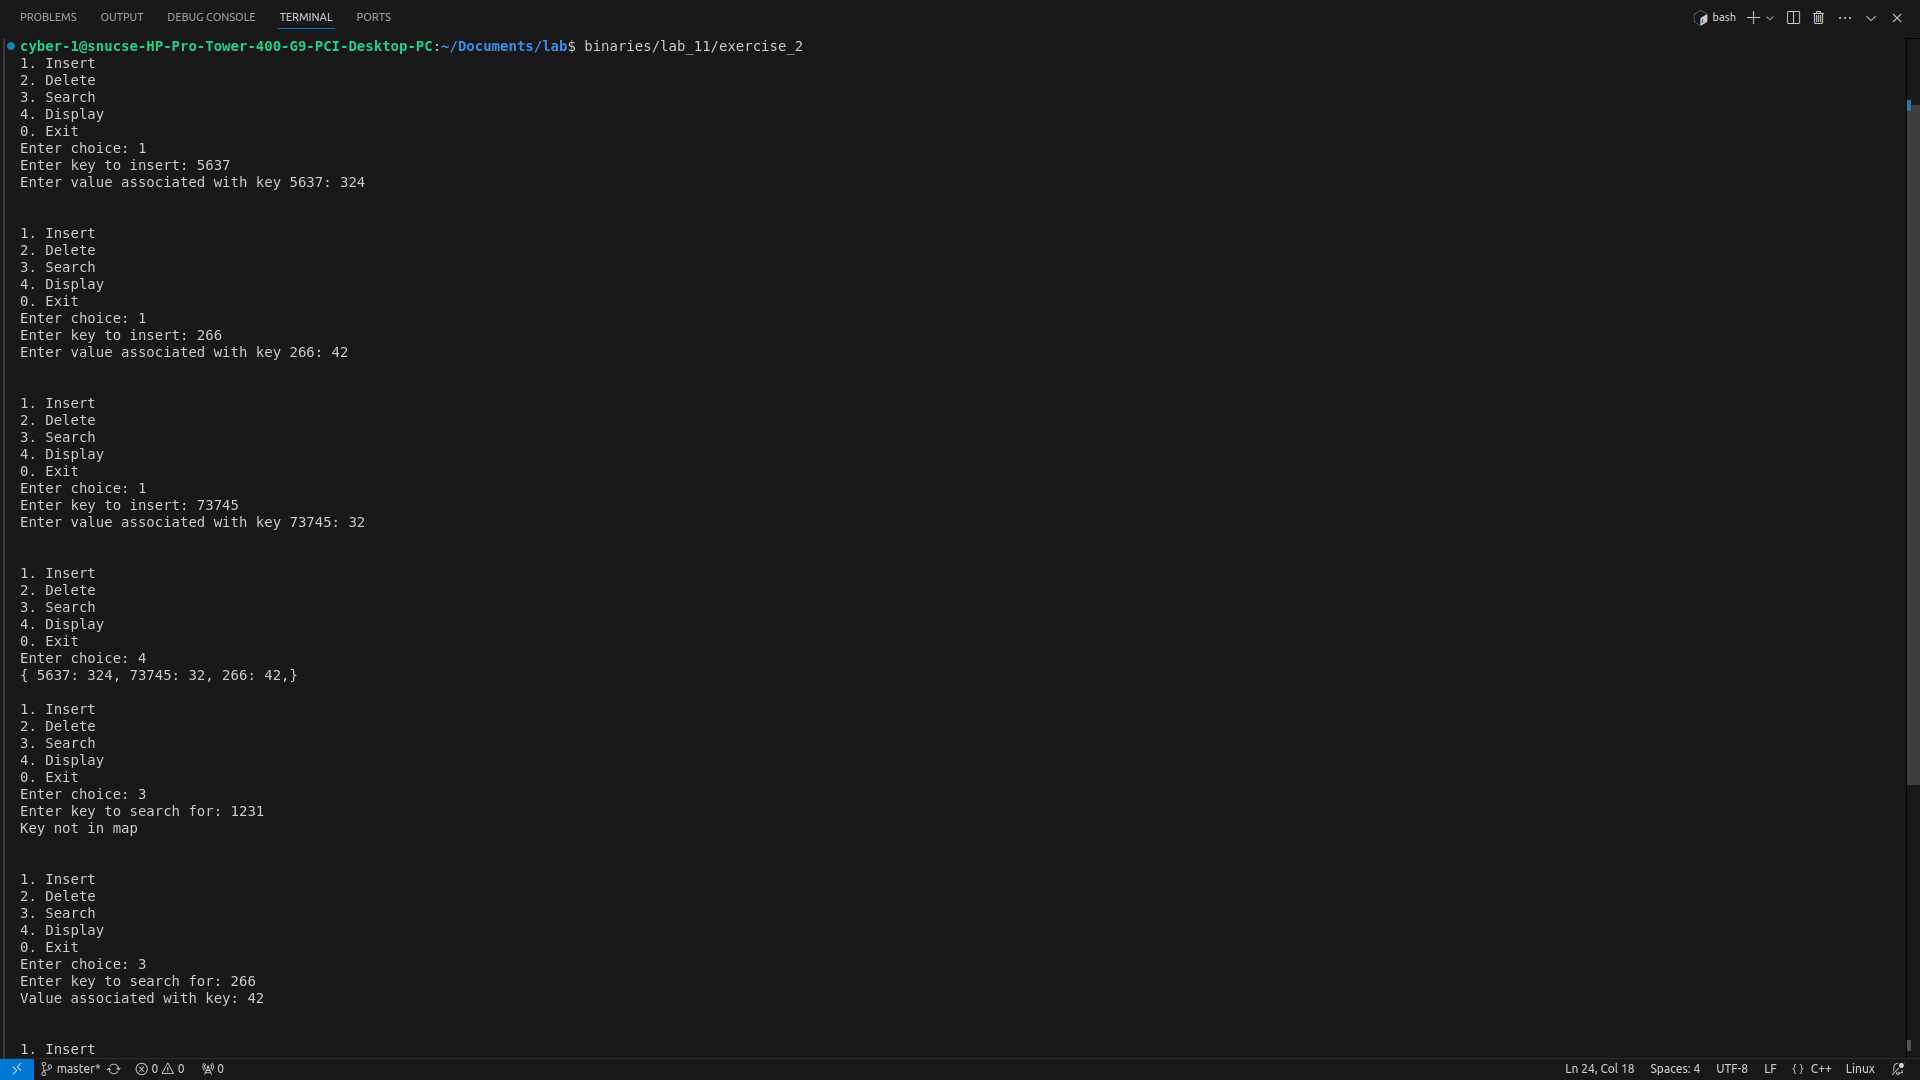 PROBLEMS OUTPUT DEBUG CONSOLE TERMINAL PORTS bash
cyber-1@snucse-HP-Pro-Tower-400-G9-PCI-Desktop-PC:~/Documents/lab$ binaries/lab_11/exercise_2
1. Insert
2. Delete
3. Search
4. Display
0. Exit
Enter choice: 1
Enter key to insert: 5637
Enter value associated with key 5637: 324
1. Insert
2. Delete
3. Search
4. Display
0. Exit
Enter choice: 1
Enter key to insert: 266
Enter value associated with key 266: 42
1. Insert
2. Delete
3. Search
4. Display
0. Exit
Enter choice: 1
Enter key to insert: 73745
Enter value associated with key 73745: 32
1. Insert
2. Delete
3. Search
4. Display
0. Exit
Enter choice: 4
{ 5637: 324, 73745: 32, 266: 42,}
1. Insert
2. Delete
3. Search
4. Display
0. Exit
Enter choice: 3
Enter key to search for: 1231
Key not in map
1. Insert
2. Delete
3. Search
4. Display
0. Exit
Enter choice: 3
Enter key to search for: 266
Value associated with key: 42
1. Insert
master* 0 0 0 Ln 24, Col 18 Spaces: 4 UTF-8 LF {} C++ Linux